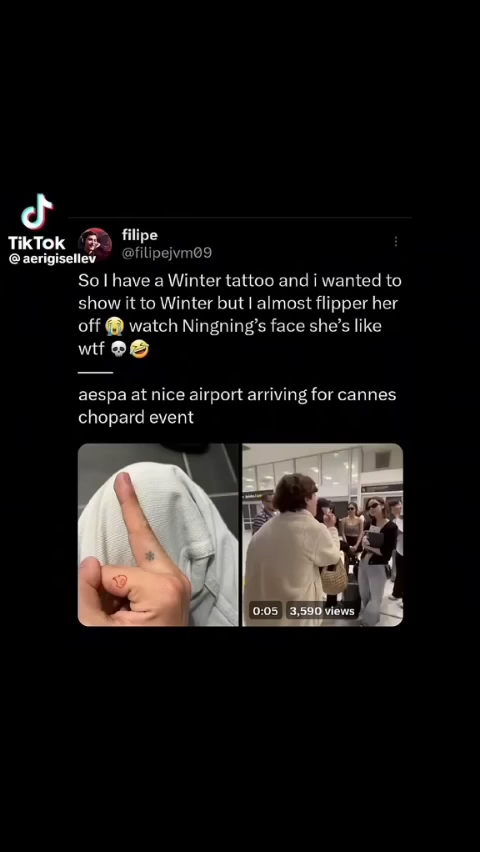 TikTok
@ aerigisellev
filipe
@filipejvm09
So I have a Winter tattoo and i wanted to
show it to Winter but I almost flipper her
off 😭 watch Ningning's face she's like
wtf 💀🤣
aespa at nice airport arriving for cannes
chopard event
0:05
3,590 views